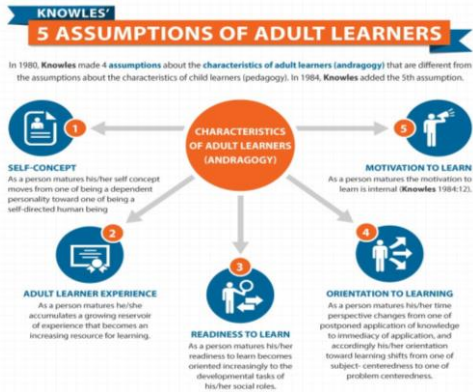 KNOWLES'
5 ASSUMPTIONS OF ADULT LEARNERS
In 1980, Knowles made 4 assumptions about the characteristics of adult learners (andragogy) that are different from
the assumptions about the characteristics of child learners (pedagogy). In 1984, Knowles added the 5th assumption.
CHARACTERISTICS
OF ADULT LEARNERS
(ANDRAGOGY)
1
SELF-CONCEPT
As a person matures his/her self concept
moves from one of being a dependent
personality toward one of being a
self-directed human being
2
ADULT LEARNER EXPERIENCE
As a person matures he/she
accumulates a growing reservoir
of experience that becomes an
increasing resource for learning.
3
READINESS TO LEARN
As a person matures his/her
readiness to learn becomes
oriented increasingly to the
developmental tasks of
his/her social roles.
4
ORIENTATION TO LEARNING
As a person matures his/her time
perspective changes from one of
postponed application of knowledge
to immediacy of application, and
accordingly his/her orientation
toward learning shifts from one of
subject- centeredness to one of
problem centeredness.
5
MOTIVATION TO LEARN
As a person matures the motivation to
learn is internal (Knowles 1984:12).